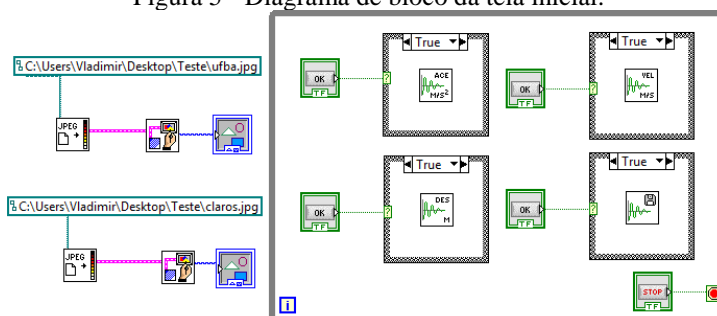 Figura 5 - Diagrama de bloco da tela inicial.
C:\Users\Vladimir\Desktop\Teste\ufba.jpg
JPEG
C:\Users\Vladimir\Desktop\Teste\claros.jpg
JPEG
True
OK
TF
?
ACE
M/S²
True
OK
TF
?
VEL
M/S
True
OK
TF
?
DES
M
True
OK
TF
?
STOP
TF
i